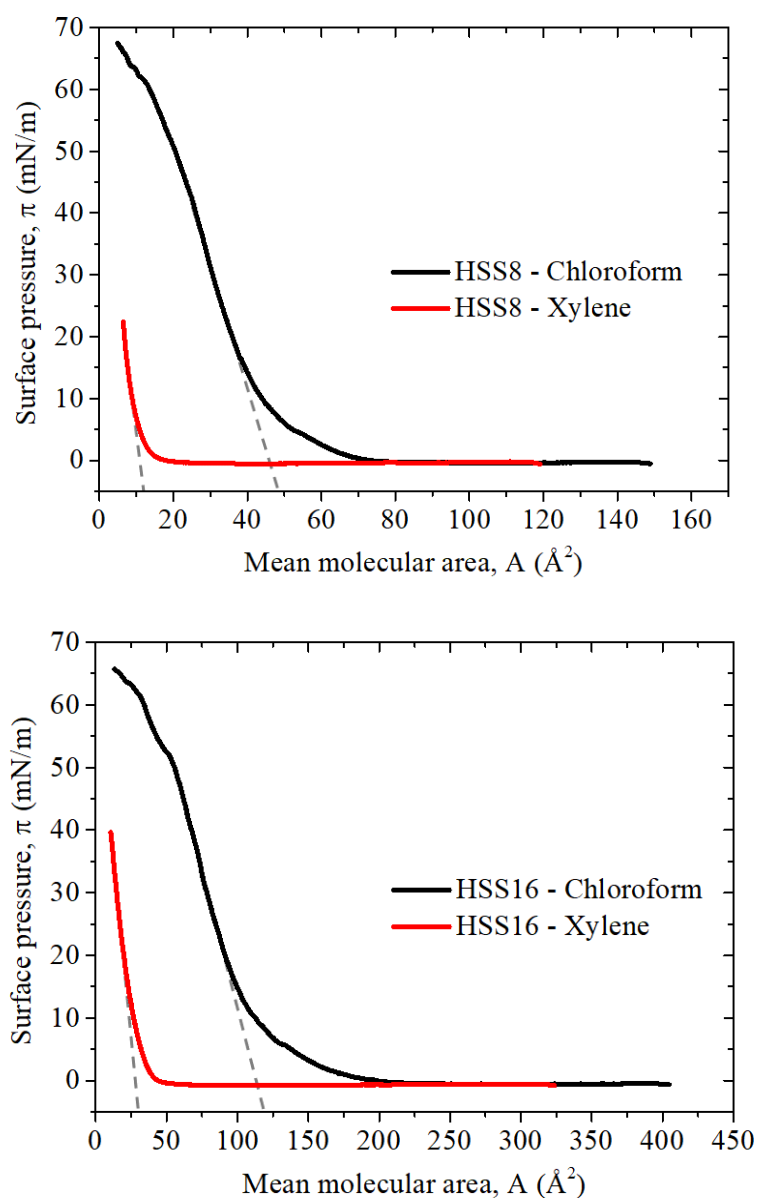 70
60
50
40
30
20
10
0
Surface pressure, π (mN/m)
HSS8 - Chloroform
HSS8 - Xylene
0 20 40 60 80 100 120 140 160
Mean molecular area, A (Å²)
70
60
50
40
30
20
10
0
Surface pressure, π (mN/m)
HSS16 - Chloroform
HSS16 - Xylene
0 50 100 150 200 250 300 350 400 450
Mean molecular area, A (Å²)